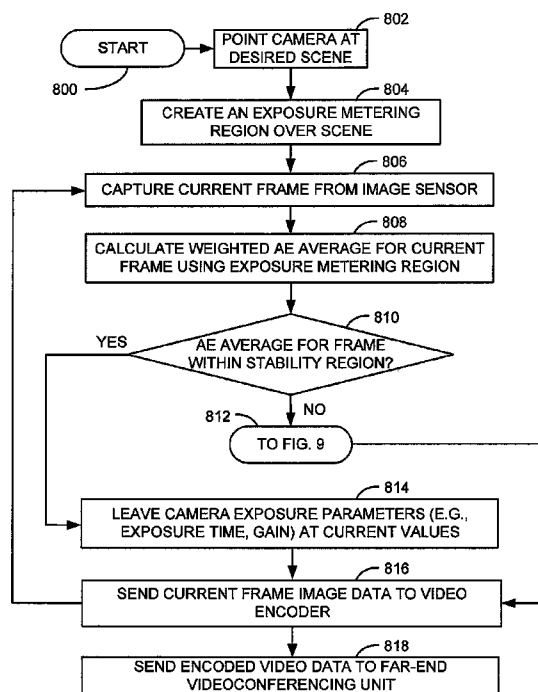 START
800
802
POINT CAMERA AT
DESIRED SCENE
804
CREATE AN EXPOSURE METERING
REGION OVER SCENE
806
CAPTURE CURRENT FRAME FROM IMAGE SENSOR
808
CALCULATE WEIGHTED AE AVERAGE FOR CURRENT
FRAME USING EXPOSURE METERING REGION
810
YES
AE AVERAGE FOR FRAME
WITHIN STABILITY REGION?
NO
812
TO FIG. 9
814
LEAVE CAMERA EXPOSURE PARAMETERS (E.G.,
EXPOSURE TIME, GAIN) AT CURRENT VALUES
816
SEND CURRENT FRAME IMAGE DATA TO VIDEO
ENCODER
818
SEND ENCODED VIDEO DATA TO FAR-END
VIDEOCONFERENCING UNIT